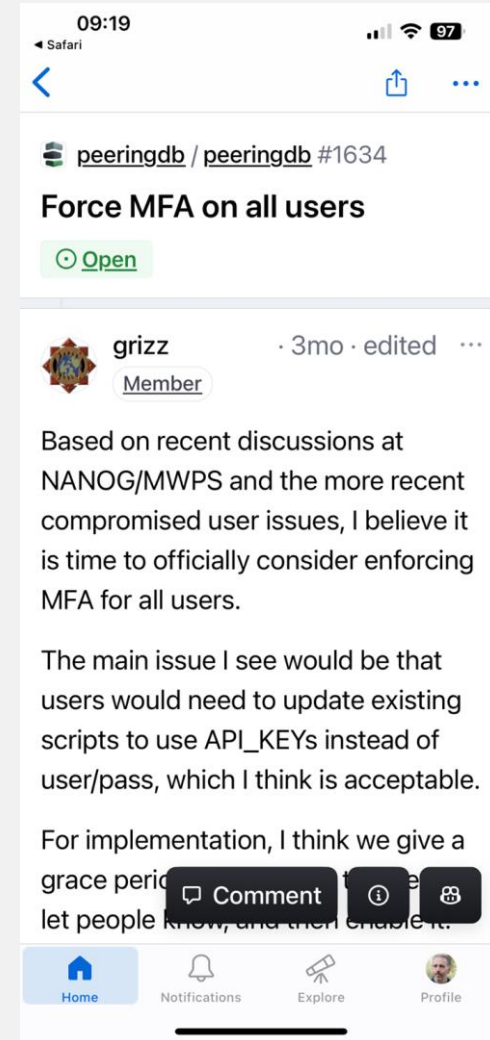 09:19
Safari
97
peeringdb / peeringdb #1634
Force MFA on all users
Open
grizz · 3mo · edited
Member
Based on recent discussions at
NANOG/MWPS and the more recent
compromised user issues, I believe it
is time to officially consider enforcing
MFA for all users.
The main issue I see would be that
users would need to update existing
scripts to use API_KEYs instead of
user/pass, which I think is acceptable.
For implementation, I think we give a
grace
let people
Comment
Home
Notifications
Explore
Profile